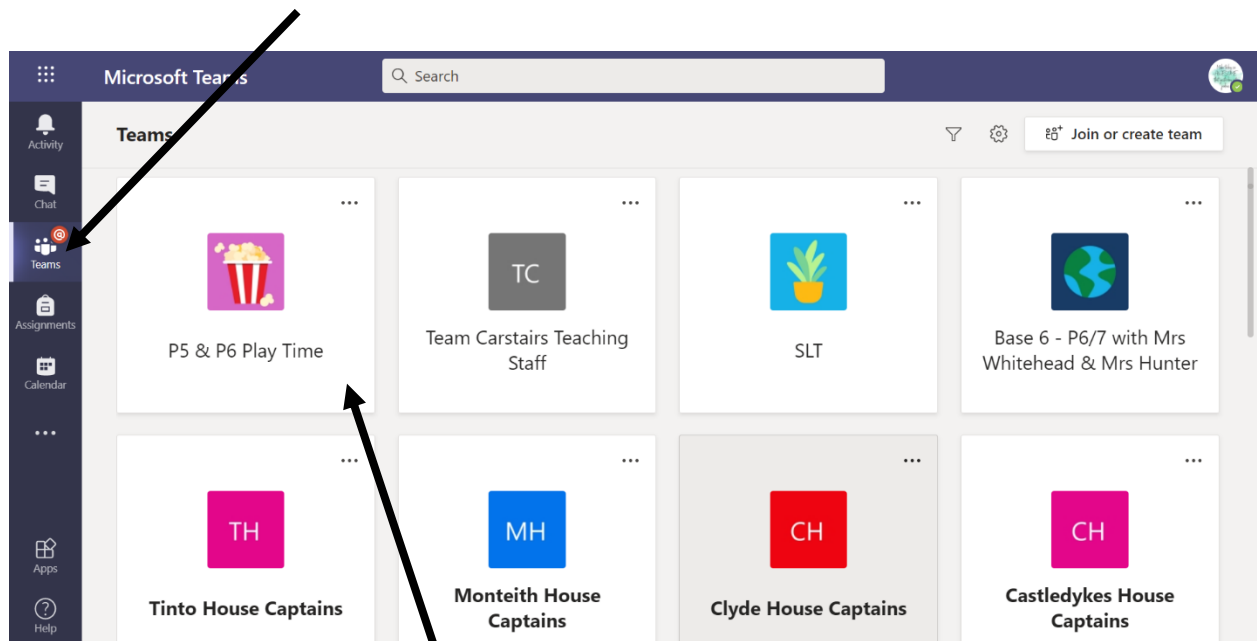 Microsoft Teams
Search
Activity
Chat
Teams
Assignments
Calendar
Apps
Help
Teams
Join or create team
P5 & P6 Play Time
TC
Team Carstairs Teaching
Staff
SLT
Base 6 - P6/7 with Mrs
Whitehead & Mrs Hunter
TH
Tinto House Captains
MH
Monteith House
Captains
CH
Clyde House Captains
CH
Castledykes House
Captains